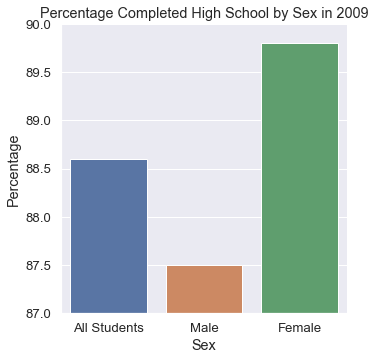 Percentage Completed High School by Sex in 2009
90.0
89.5
89.0
88.5
88.0
87.5
87.0
Percentage
All Students
Male
Female
Sex